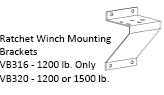 Ratchet Winch Mounting
Brackets
VB316 - 1200 lb. Only
VB320 - 1200 or 1500 lb.